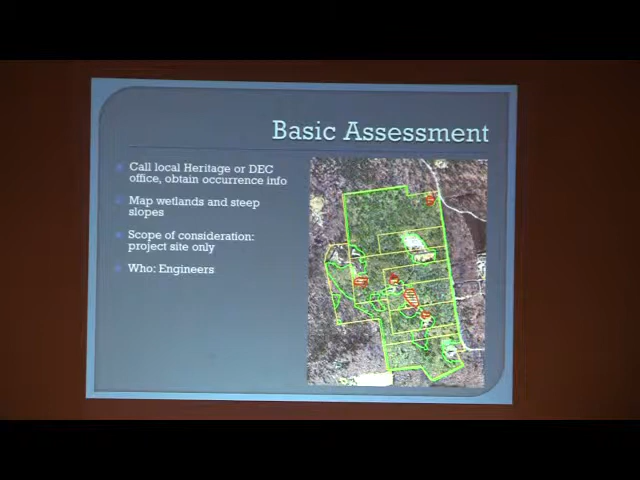 Basic Assessment
Call local Heritage or DEC
office, obtain occurrence info
Map wetlands and steep
slopes
Scope of consideration:
project site only
Who: Engineers